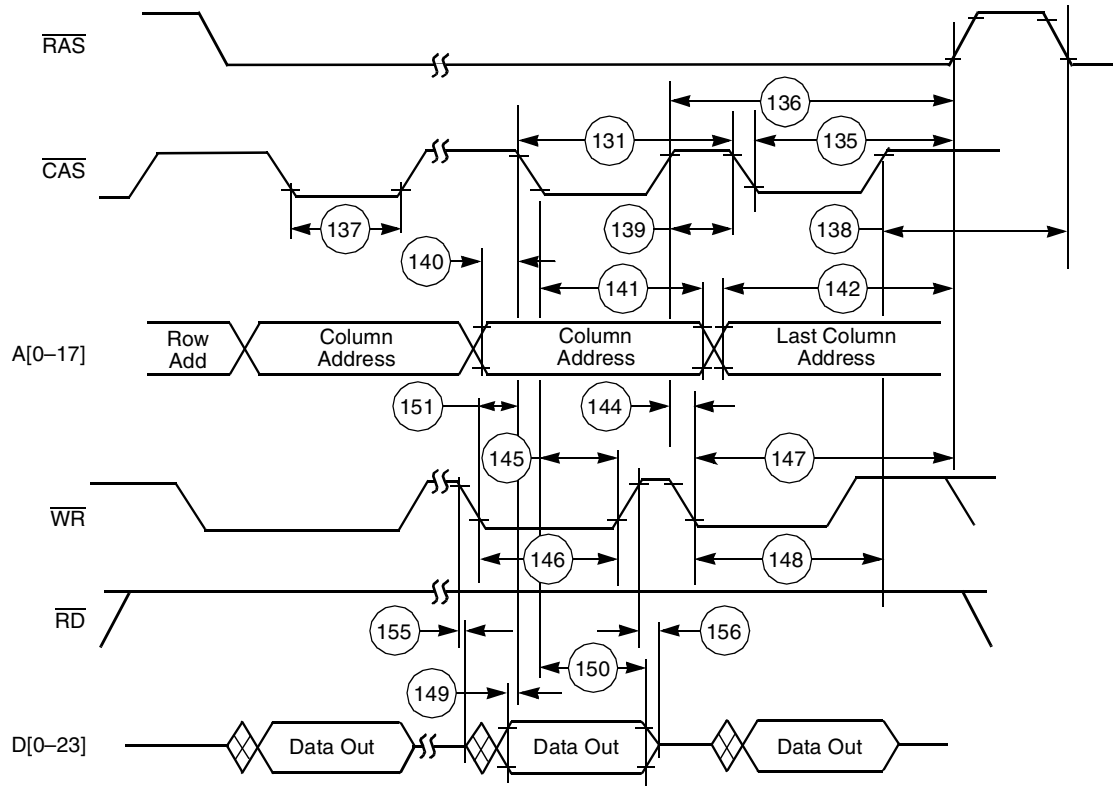 RAS
136
131
135
CAS
137
139
138
140
141
142
A[0–17]
Row
Add
Column
Address
Column
Address
Last Column
Address
151
144
145
147
WR
146
148
RD
155
156
150
149
D[0–23]
Data Out
Data Out
Data Out